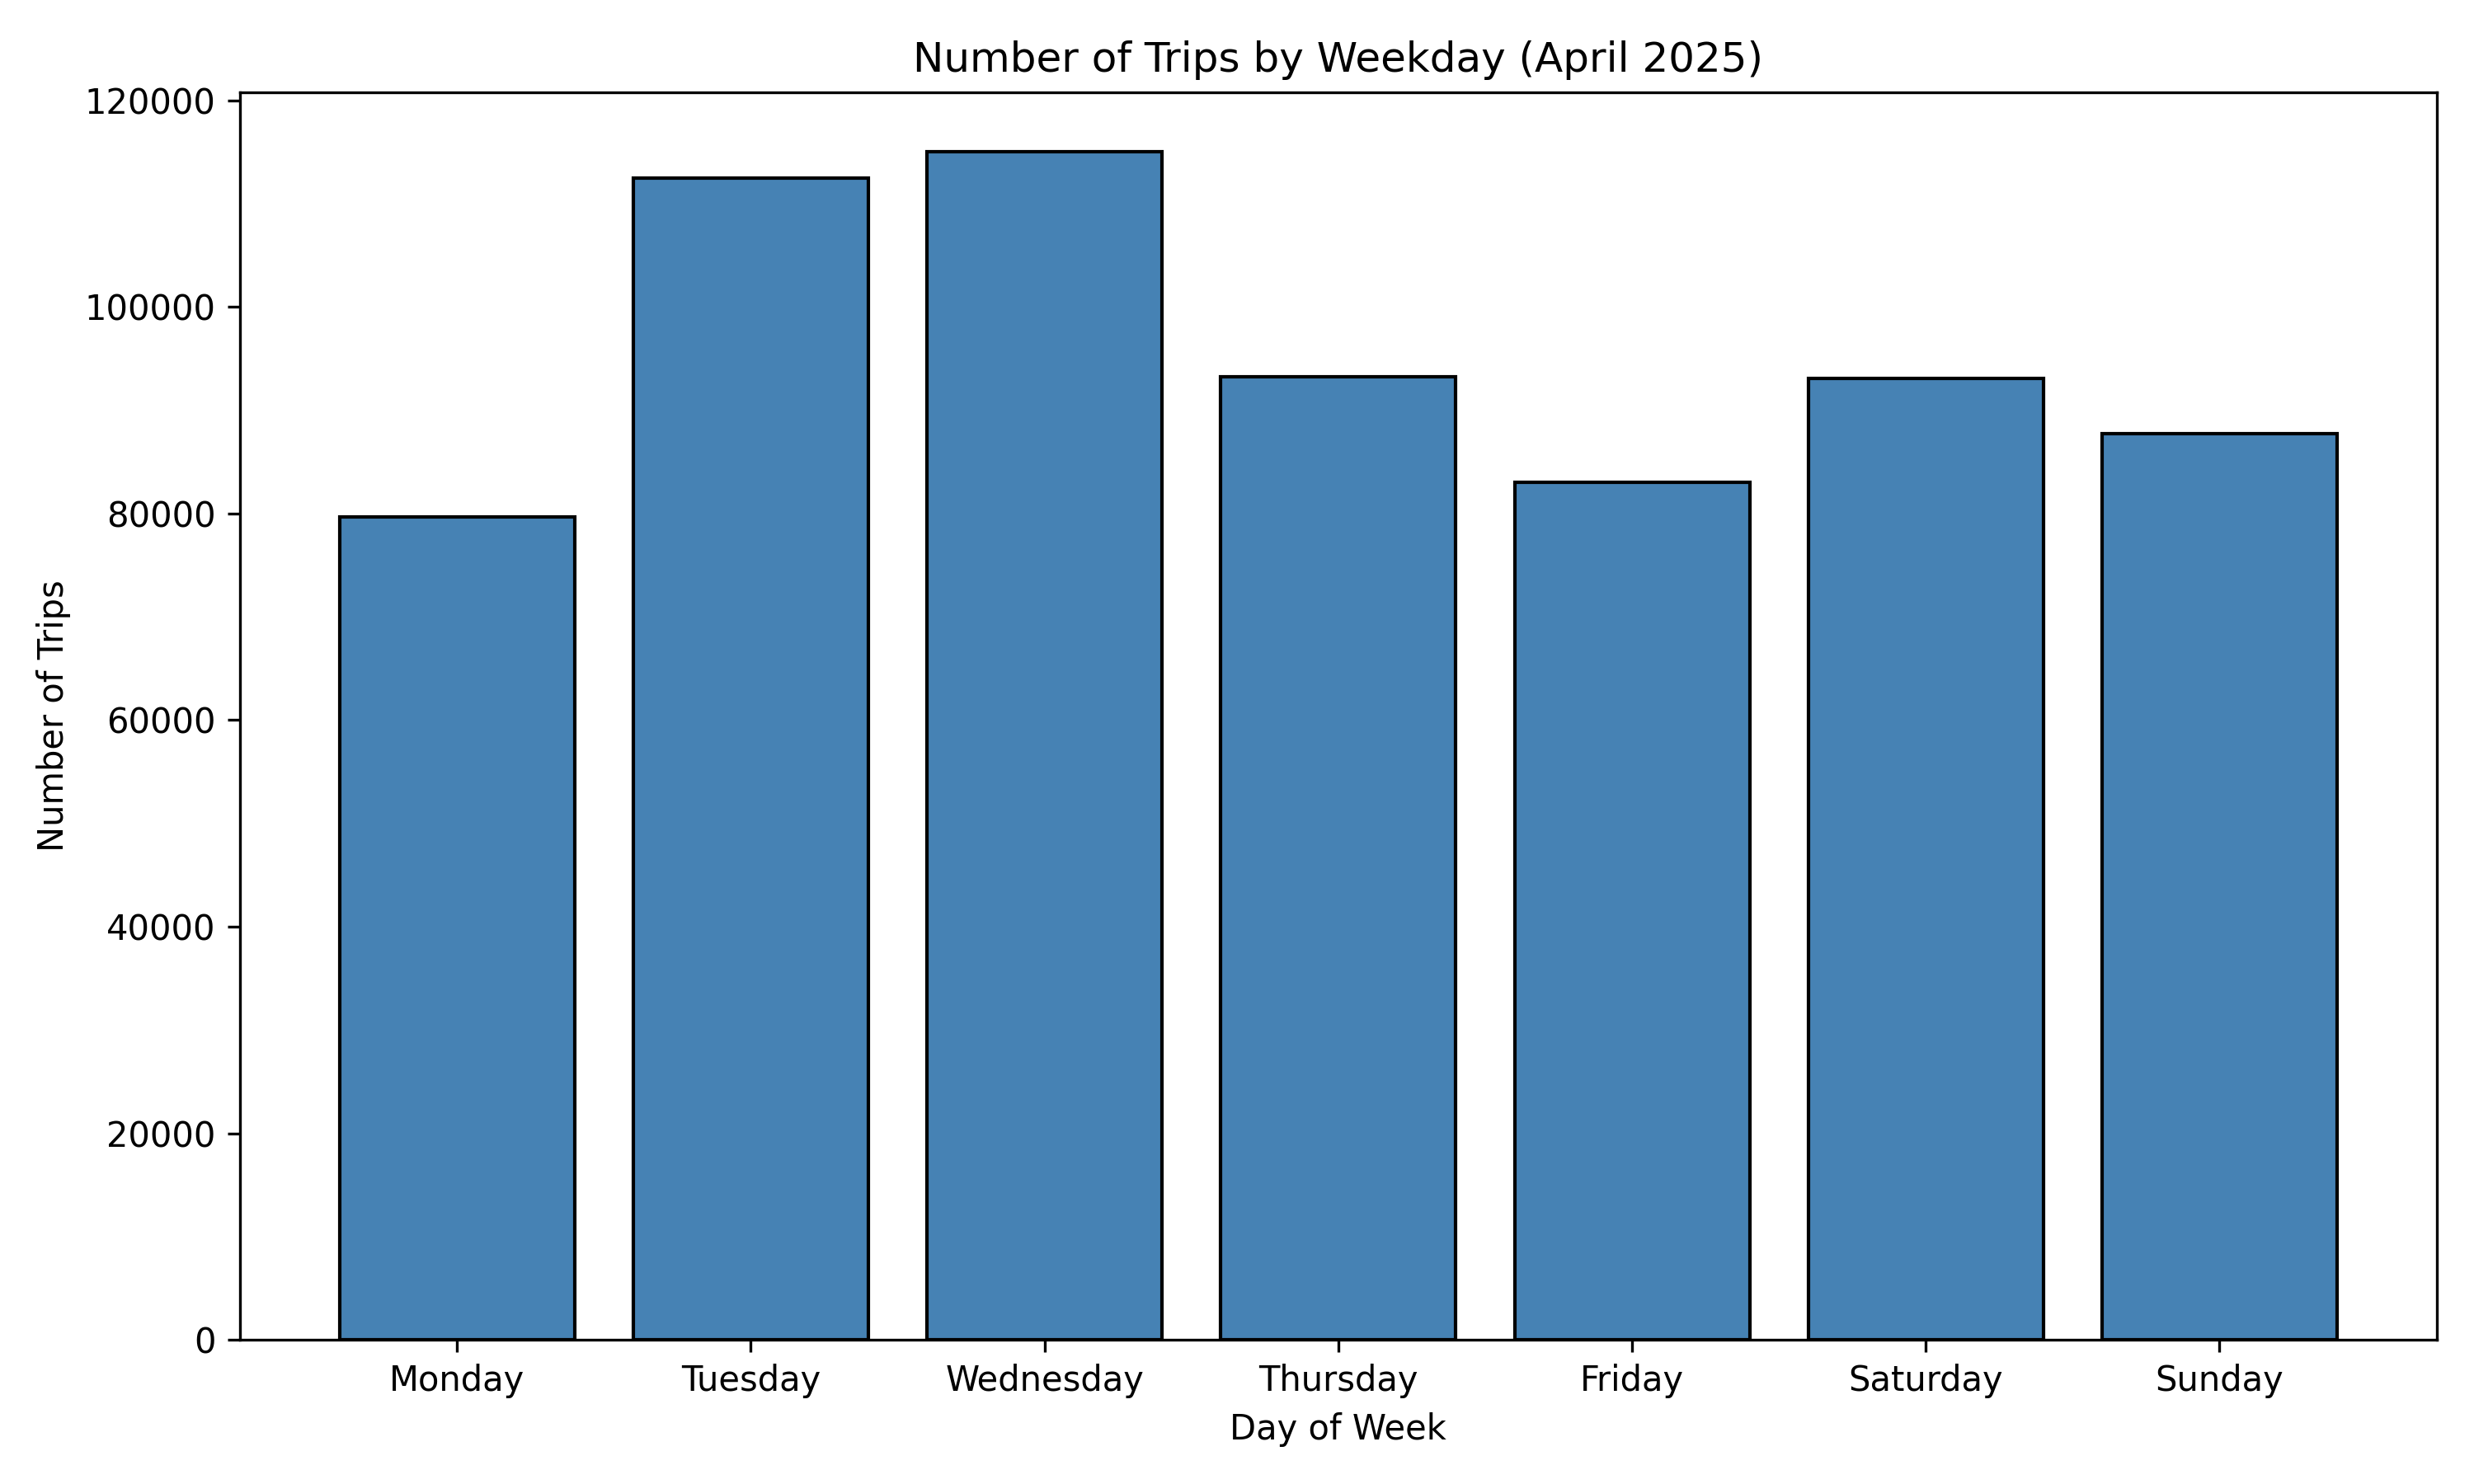 Number of Trips by Weekday (April 2025)
120000
100000
80000
60000
40000
20000
0
Number of Trips
Monday
Tuesday
Wednesday
Thursday
Friday
Saturday
Sunday
Day of Week